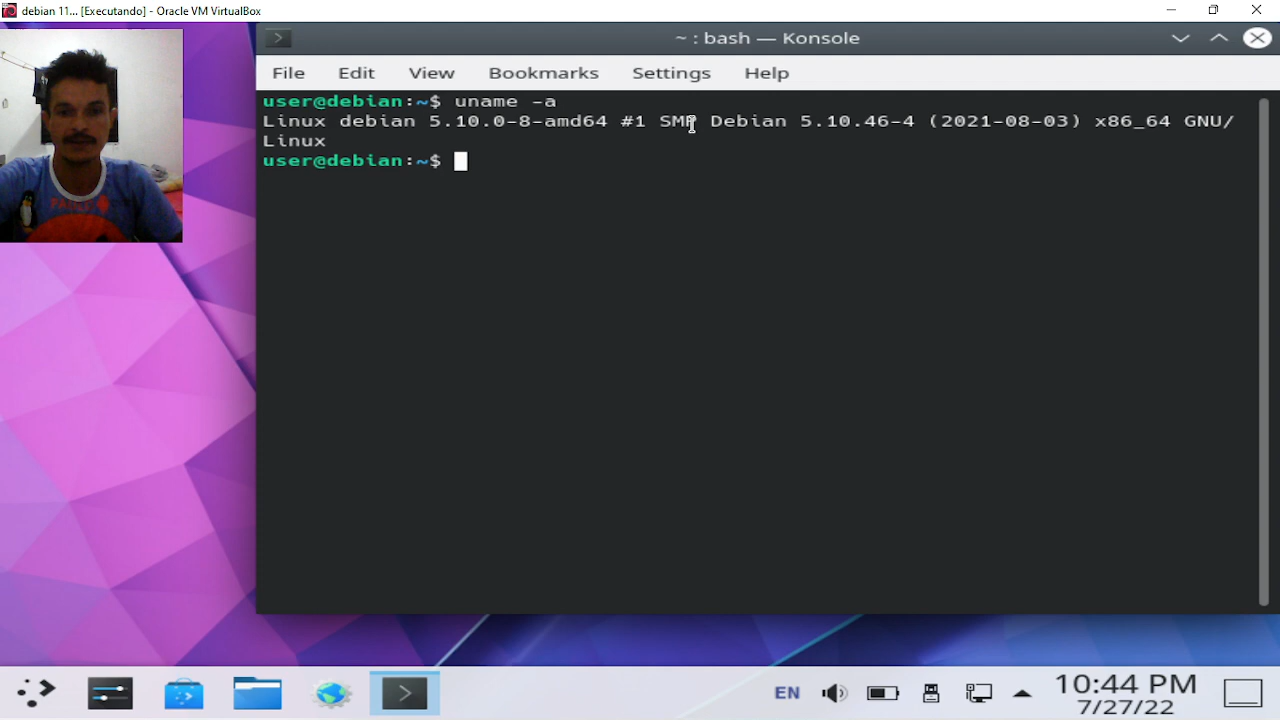 debian 11... [Executando] - Oracle VM VirtualBox
~ : bash — Konsole
File Edit View Bookmarks Settings Help
user@debian:~$ uname -a
Linux debian 5.10.0-8-amd64 #1 SMP Debian 5.10.46-4 (2021-08-03) x86_64 GNU/
Linux
user@debian:~$
EN
10:44 PM
7/27/22